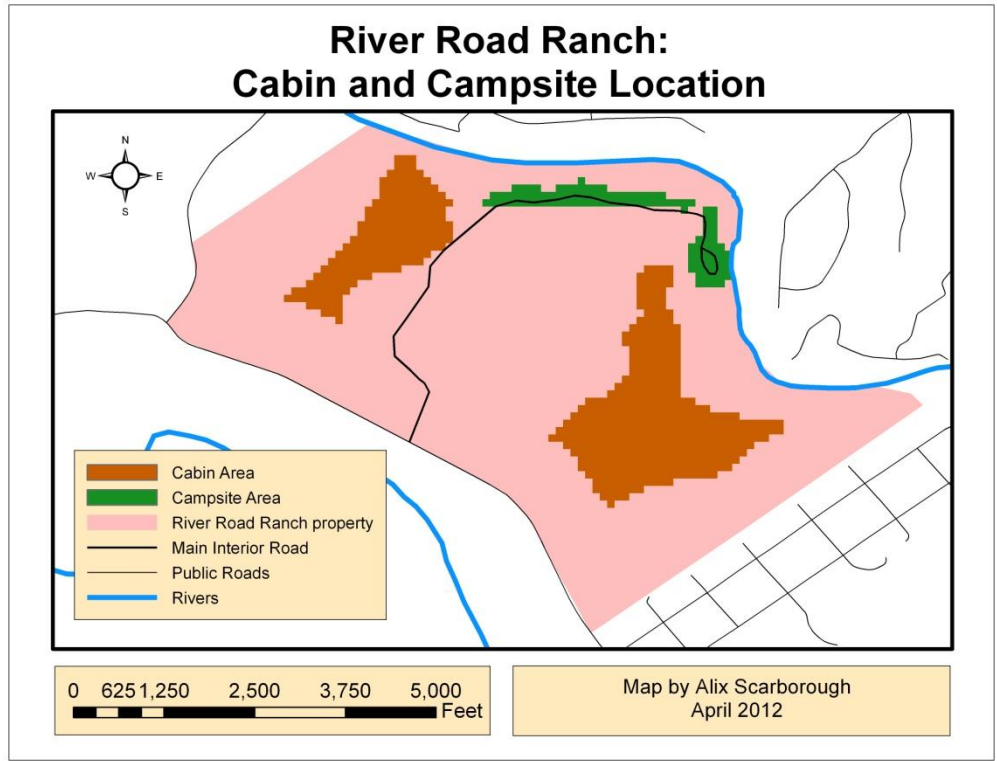 River Road Ranch:
Cabin and Campsite Location
N
W E
S
Cabin Area
Campsite Area
River Road Ranch property
Main Interior Road
Public Roads
Rivers
0 625 1,250 2,500 3,750 5,000
Feet
Map by Alix Scarborough
April 2012